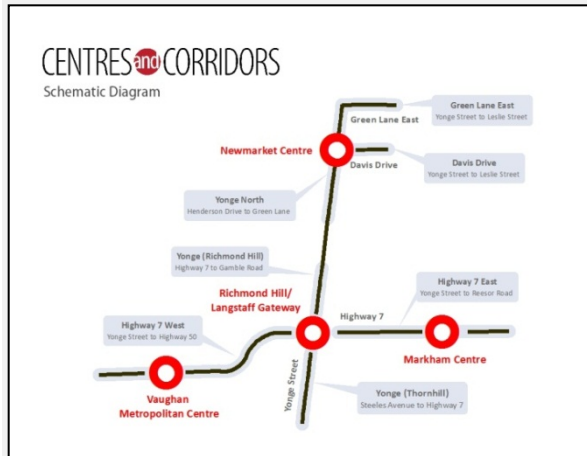 CENTRES and CORRIDORS
Schematic Diagram
Green Lane East
Yonge Street to Leslie Street
Green Lane East
Newmarket Centre
Davis Drive
Davis Drive
Yonge Street to Leslie Street
Yonge North
Henderson Drive to Green Lane
Yonge (Richmond Hill)
Highway 7 to Gamble Road
Richmond Hill/
Langstaff Gateway
Highway 7 East
Yonge Street to Reesor Road
Highway 7
Highway 7 West
Yonge Street to Highway 50
Markham Centre
Vaughan
Metropolitan Centre
Yonge Street
Yonge (Thornhill)
Steeles Avenue to Highway 7